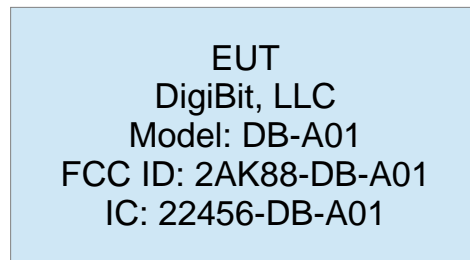 EUT
DigiBit, LLC
Model: DB-A01
FCC ID: 2AK88-DB-A01
IC: 22456-DB-A01